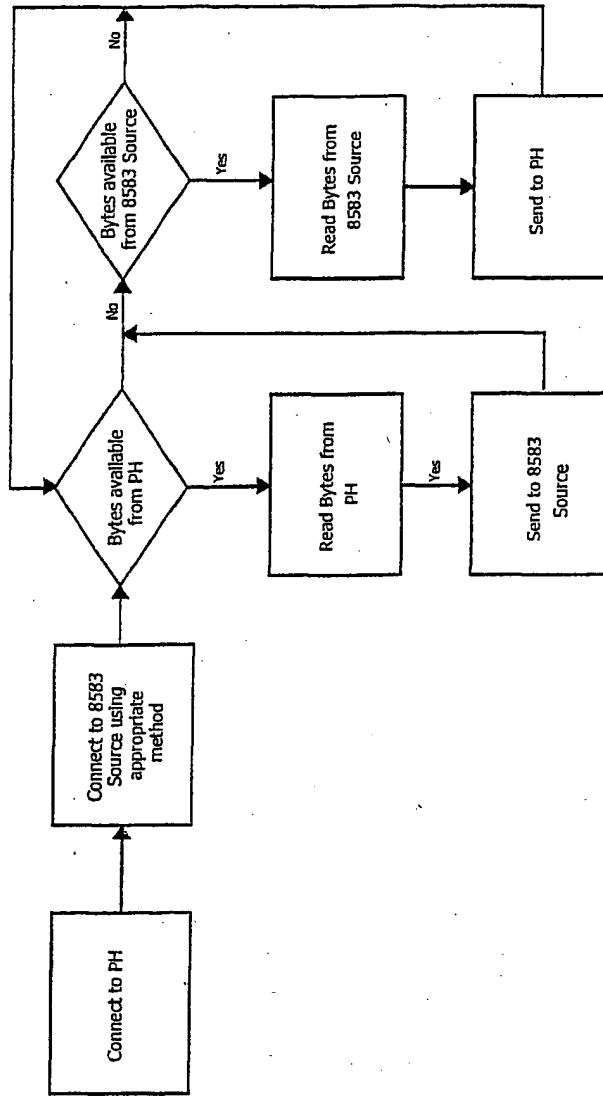 Connect to PH
Connect to 8583
Source using
appropriate
method
Bytes available
from PH
No
Yes
Read Bytes from
PH
Yes
Send to 8583
Source
Bytes available
from 8583 Source
No
Yes
Read Bytes from
8583 Source
Send to PH